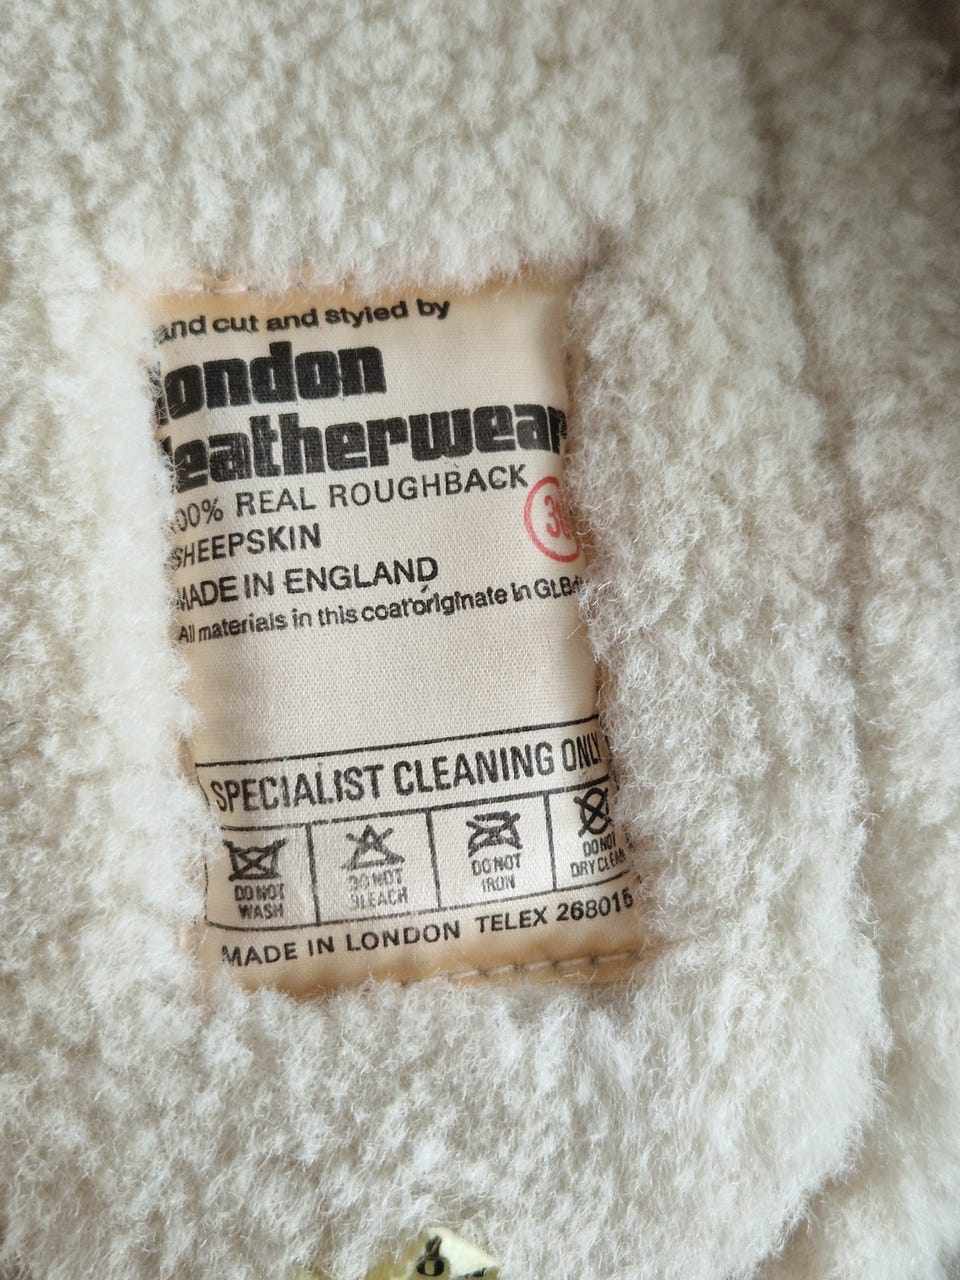 and cut and styled by
london
leatherwear
100% REAL ROUGHBACK
SHEEPSKIN
MADE IN ENGLAND
All materials in this coat originate in Gt.Bri
SPECIALIST CLEANING ONLY
DO NOT WASH
DO NOT BLEACH
DO NOT IRON
DO NOT DRY CLEAN
MADE IN LONDON TELEX 268015